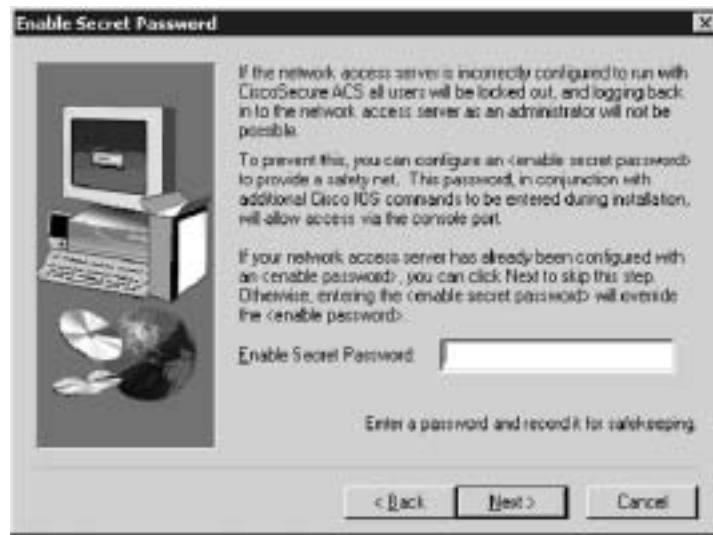 Enable Secret Password
If the network access server is incorrectly configured to run with
CiscoSecure ACS all users will be locked out, and logging back
in to the network access server as an administrator will not be
possible.
To prevent this, you can configure an <enable secret password>
to provide a safety net. This password, in conjunction with
additional Cisco IOS commands to be entered during installation,
will allow access via the console port.
If your network access server has already been configured with
an <enable password>, you can click Next to skip this step.
Otherwise, entering the <enable secret password> will override
the <enable password>.
Enable Secret Password:
Enter a password and record it for safekeeping.
< Back
Next >
Cancel